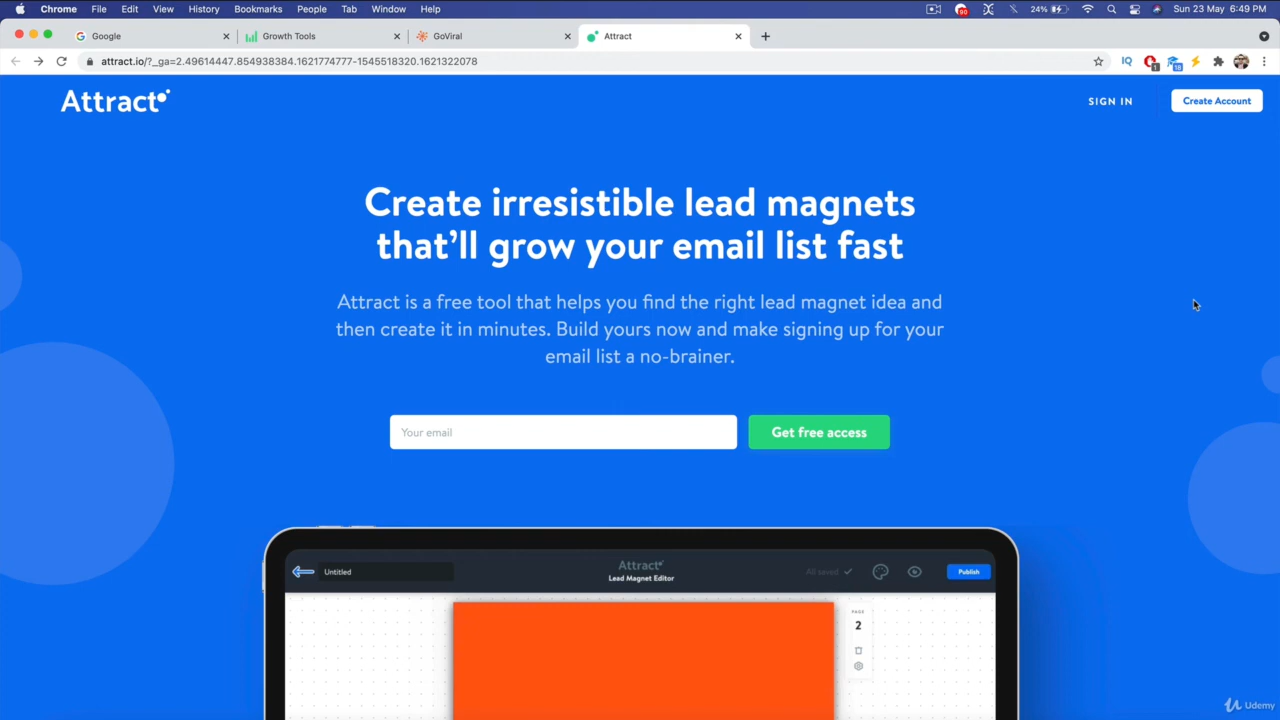 Chrome File Edit View History Bookmarks People Tab Window Help 90 24% Sun 23 May 6:49 PM
Google Growth Tools GoViral Attract
attract.io/?_ga=2.49614447.854938384.1621774777-1545518320.1621322078 IQ 1 18
Attract SIGN IN Create Account
Create irresistible lead magnets
that'll grow your email list fast
Attract is a free tool that helps you find the right lead magnet idea and
then create it in minutes. Build yours now and make signing up for your
email list a no-brainer.
Your email Get free access
Untitled Attract All saved Publish
Lead Magnet Editor
PAGE
2
Udemy